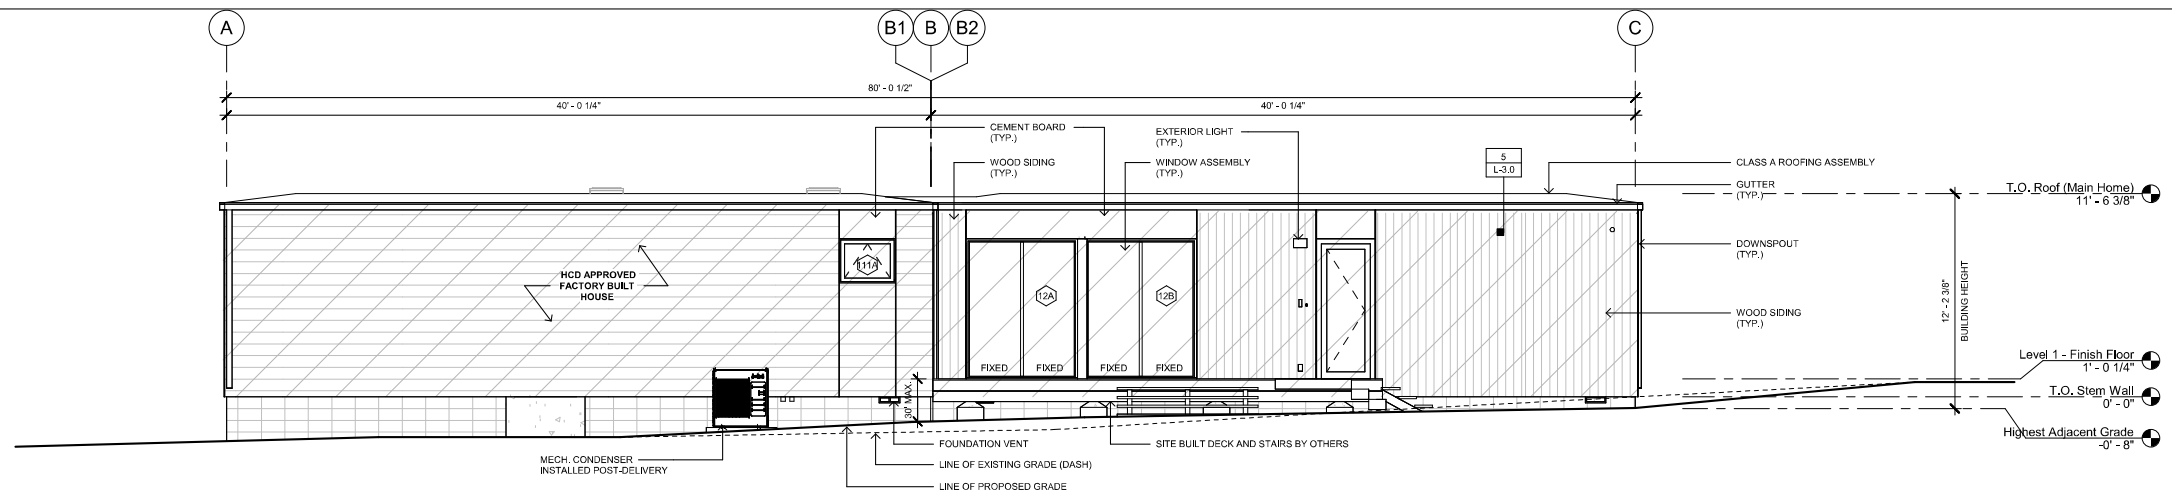 A
B1
B
B2
C
80' - 0 1/2"
40' - 0 1/4"
40' - 0 1/4"
CEMENT BOARD
(TYP.)
EXTERIOR LIGHT
(TYP.)
WOOD SIDING
(TYP.)
WINDOW ASSEMBLY
(TYP.)
5
L-3.0
CLASS A ROOFING ASSEMBLY
GUTTER
(TYP.)
T.O. Roof (Main Home)
11' - 6 3/8"
DOWNSPOUT
(TYP.)
HCD APPROVED
FACTORY BUILT
HOUSE
111A
12A
12B
WOOD SIDING
(TYP.)
12' - 2 3/8"
BUILDING HEIGHT
FIXED
FIXED
FIXED
FIXED
Level 1 - Finish Floor
1' - 0 1/4"
30" MAX.
T.O. Stem Wall
0' - 0"
Highest Adjacent Grade
-0' - 8"
FOUNDATION VENT
SITE BUILT DECK AND STAIRS BY OTHERS
MECH. CONDENSER
INSTALLED POST-DELIVERY
LINE OF EXISTING GRADE (DASH)
LINE OF PROPOSED GRADE